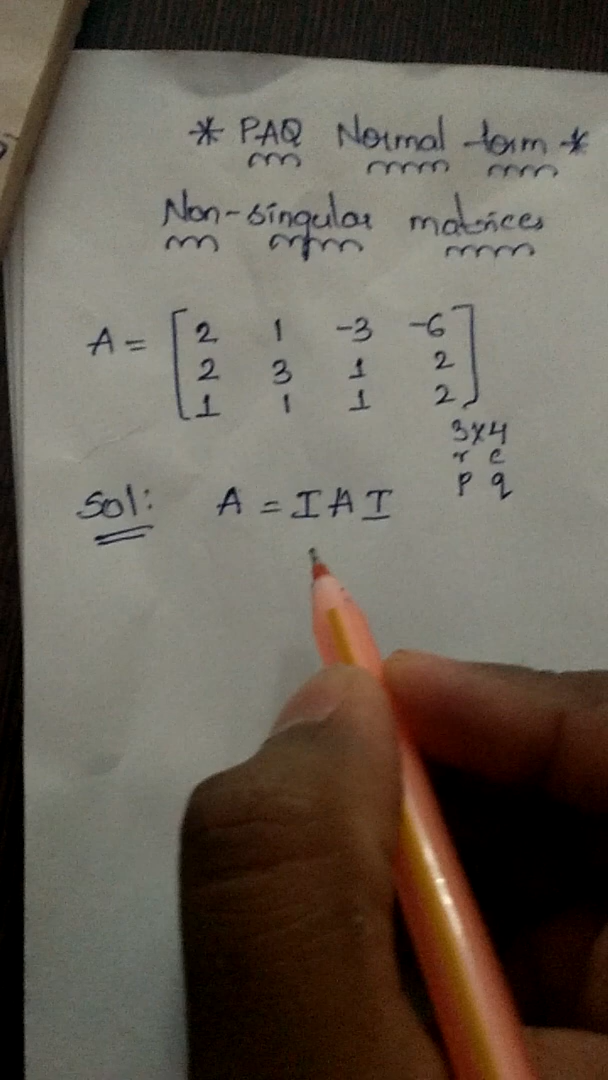 * PAQ Normal form *
Non-singular matrices
A = [2 1 -3 -6
2 3 1 2
1 1 1 2]
3x4
r c
p q
Sol: A = I A I